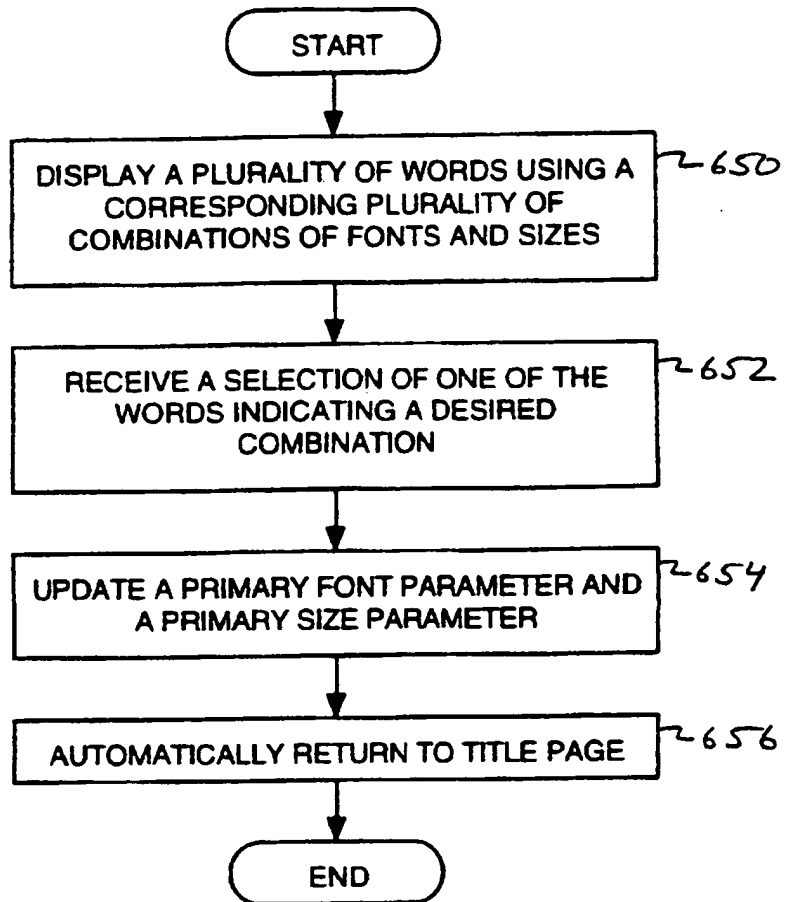 START
DISPLAY A PLURALITY OF WORDS USING A
CORRESPONDING PLURALITY OF
COMBINATIONS OF FONTS AND SIZES
650
RECEIVE A SELECTION OF ONE OF THE
WORDS INDICATING A DESIRED
COMBINATION
652
UPDATE A PRIMARY FONT PARAMETER AND
A PRIMARY SIZE PARAMETER
654
AUTOMATICALLY RETURN TO TITLE PAGE
656
END